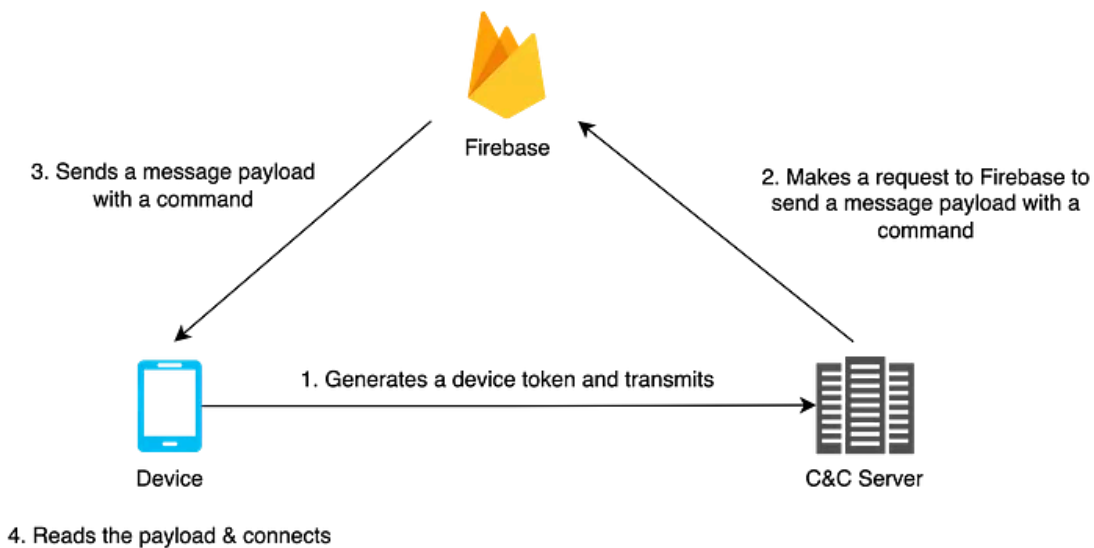 Firebase
3. Sends a message payload
with a command
2. Makes a request to Firebase to
send a message payload with a
command
1. Generates a device token and transmits
Device
C&C Server
4. Reads the payload & connects